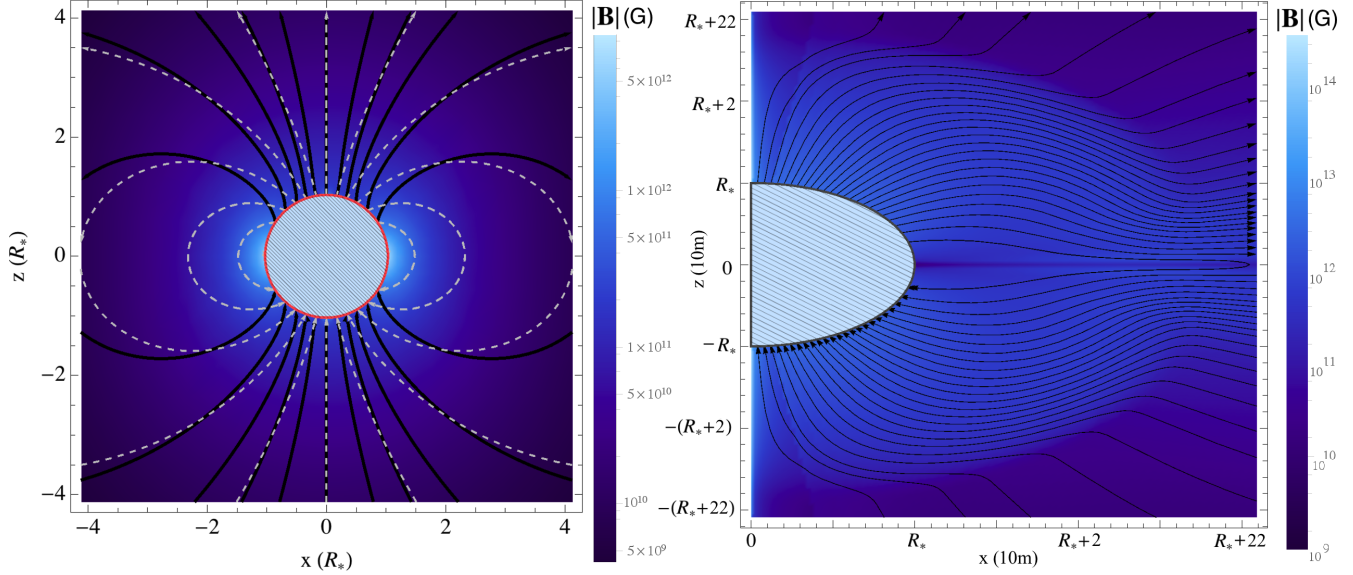 |B| (G)
4
2
0
−2
−4
z (R*)
−4
−2
0
2
4
x (R*)
5×10¹²
1×10¹²
5×10¹¹
1×10¹¹
5×10¹⁰
10¹⁰
5×10⁹
|B| (G)
R*+22
R*+2
R*
0
−R*
−(R*+2)
−(R*+22)
z (10m)
0
R*
R*+2
R*+22
x (10m)
10¹⁴
10¹³
10¹²
10¹¹
10¹⁰
10⁹